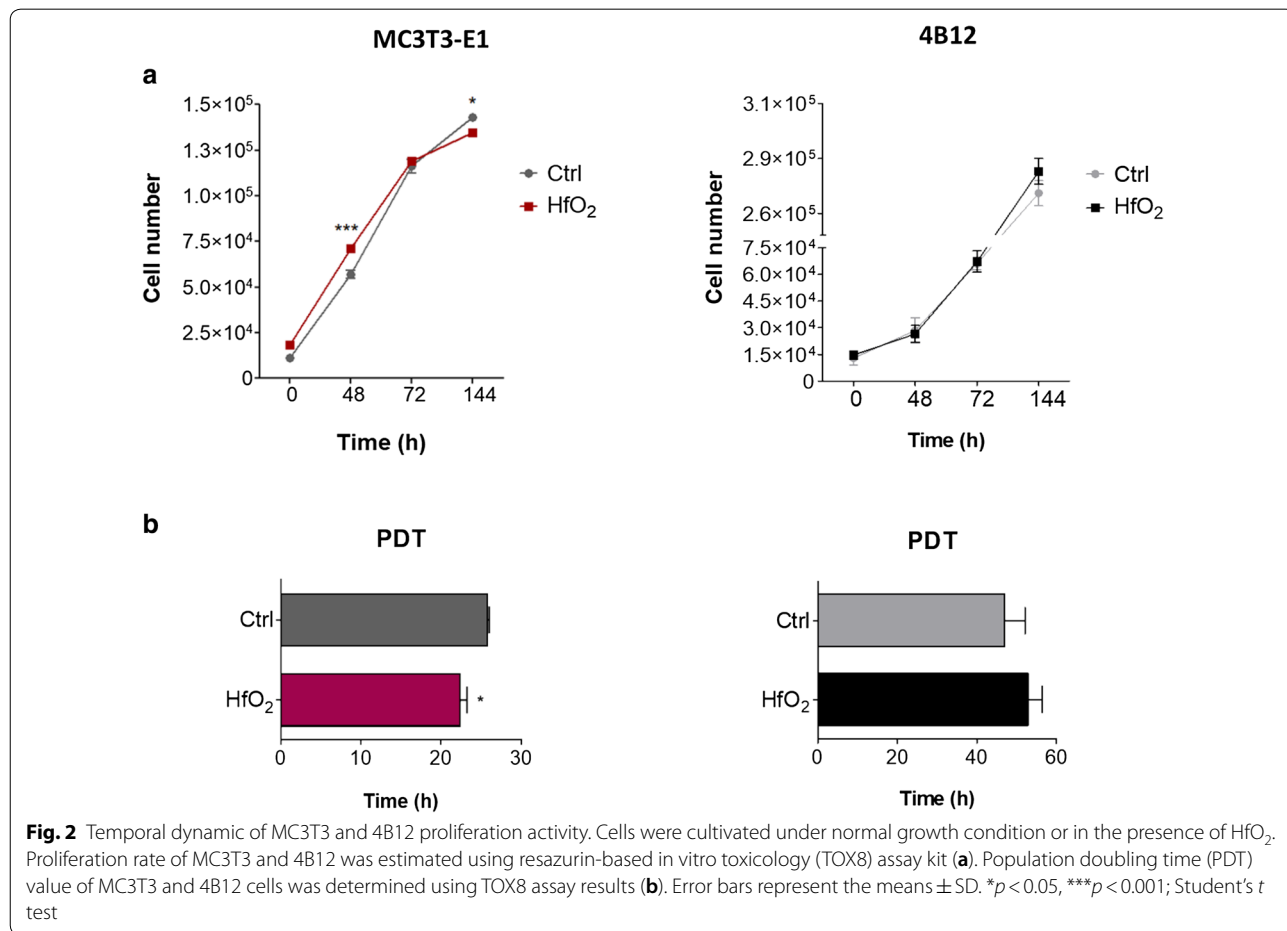 MC3T3-E1
4B12
a
1.5×10⁵
1.3×10⁵
1.0×10⁵
7.5×10⁴
5.0×10⁴
2.5×10⁴
0
Cell number
***
*
0 48 72 144
Time (h)
Ctrl
HfO₂
3.1×10⁵
2.9×10⁵
2.6×10⁵
7.5×10⁴
6.0×10⁴
4.5×10⁴
3.0×10⁴
1.5×10⁴
0
Cell number
0 48 72 144
Time (h)
Ctrl
HfO₂
b
PDT
Ctrl
HfO₂
*
0 10 20 30
Time (h)
PDT
Ctrl
HfO₂
0 20 40 60
Time (h)
Fig. 2 Temporal dynamic of MC3T3 and 4B12 proliferation activity. Cells were cultivated under normal growth condition or in the presence of HfO₂.
Proliferation rate of MC3T3 and 4B12 was estimated using resazurin-based in vitro toxicology (TOX8) assay kit (a). Population doubling time (PDT)
value of MC3T3 and 4B12 cells was determined using TOX8 assay results (b). Error bars represent the means ± SD. *p < 0.05, ***p < 0.001; Student's t
test